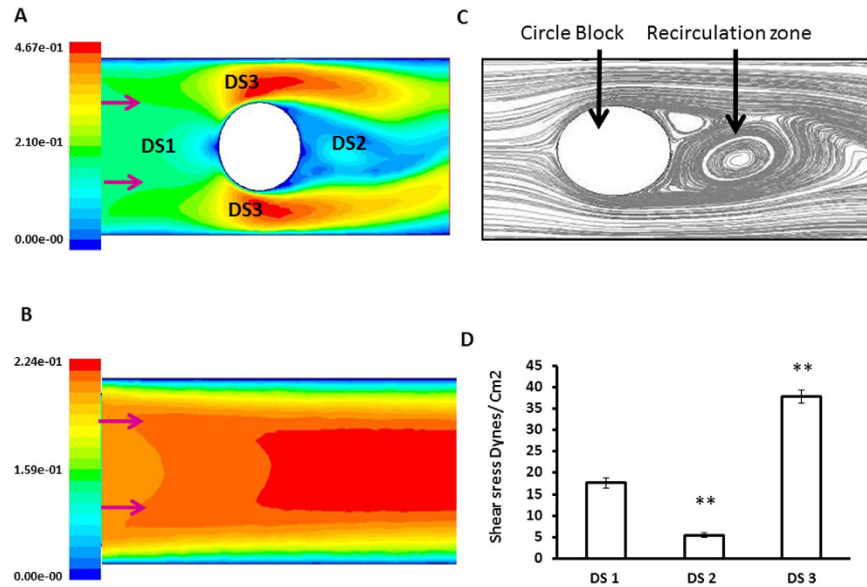 A
4.67e-01
2.10e-01
0.00e-00
DS3
DS1
DS2
DS3
B
2.24e-01
1.59e-01
0.00e-00
C
Circle Block
Recirculation zone
D
Shear sress Dynes/ Cm2
45
40
35
30
25
20
15
10
5
0
**
**
DS 1
DS 2
DS 3